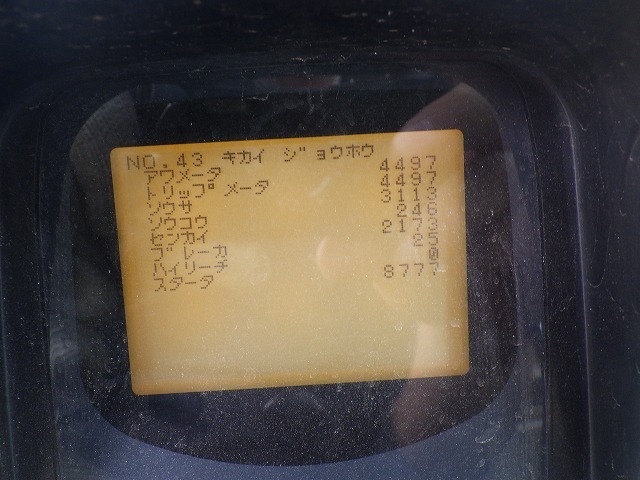 NO.43 キカイ ジョウホウ
アワメータ 4497
トリップ メータ 4497
ソウサ 3113
ソウコウ 246
センカイ 2173
ブレーカ 25
ハイリーチ 0
スタータ 8777